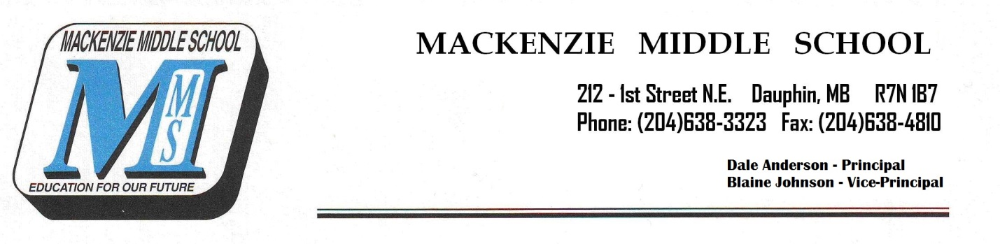 MACKENZIE MIDDLE SCHOOL
M
M
S
EDUCATION FOR OUR FUTURE
MACKENZIE MIDDLE SCHOOL
212 - 1st Street N.E. Dauphin, MB R7N 1B7
Phone: (204)638-3323 Fax: (204)638-4810
Dale Anderson - Principal
Blaine Johnson - Vice-Principal